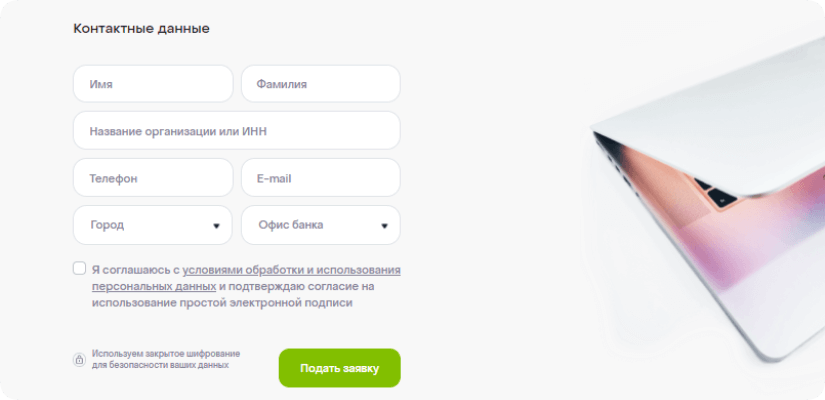 Контактные данные
Имя
Фамилия
Название организации или ИНН
Телефон
E-mail
Город
Офис банка
Я соглашаюсь с условиями обработки и использования
персональных данных и подтверждаю согласие на
использование простой электронной подписи
Используем закрытое шифрование
для безопасности ваших данных
Подать заявку